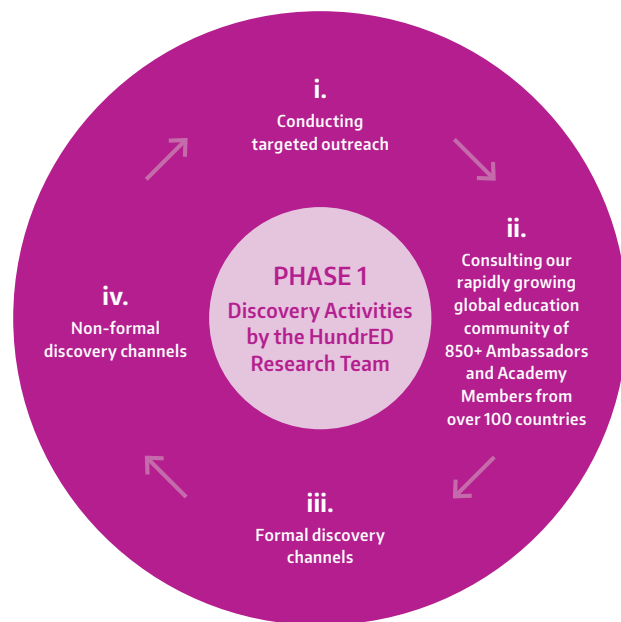 i.
Conducting
targeted outreach
ii.
Consulting our
rapidly growing
global education
community of
850+ Ambassadors
and Academy
Members from
over 100 countries
iii.
Formal discovery
channels
iv.
Non-formal
discovery channels
PHASE 1
Discovery Activities
by the HundrED
Research Team